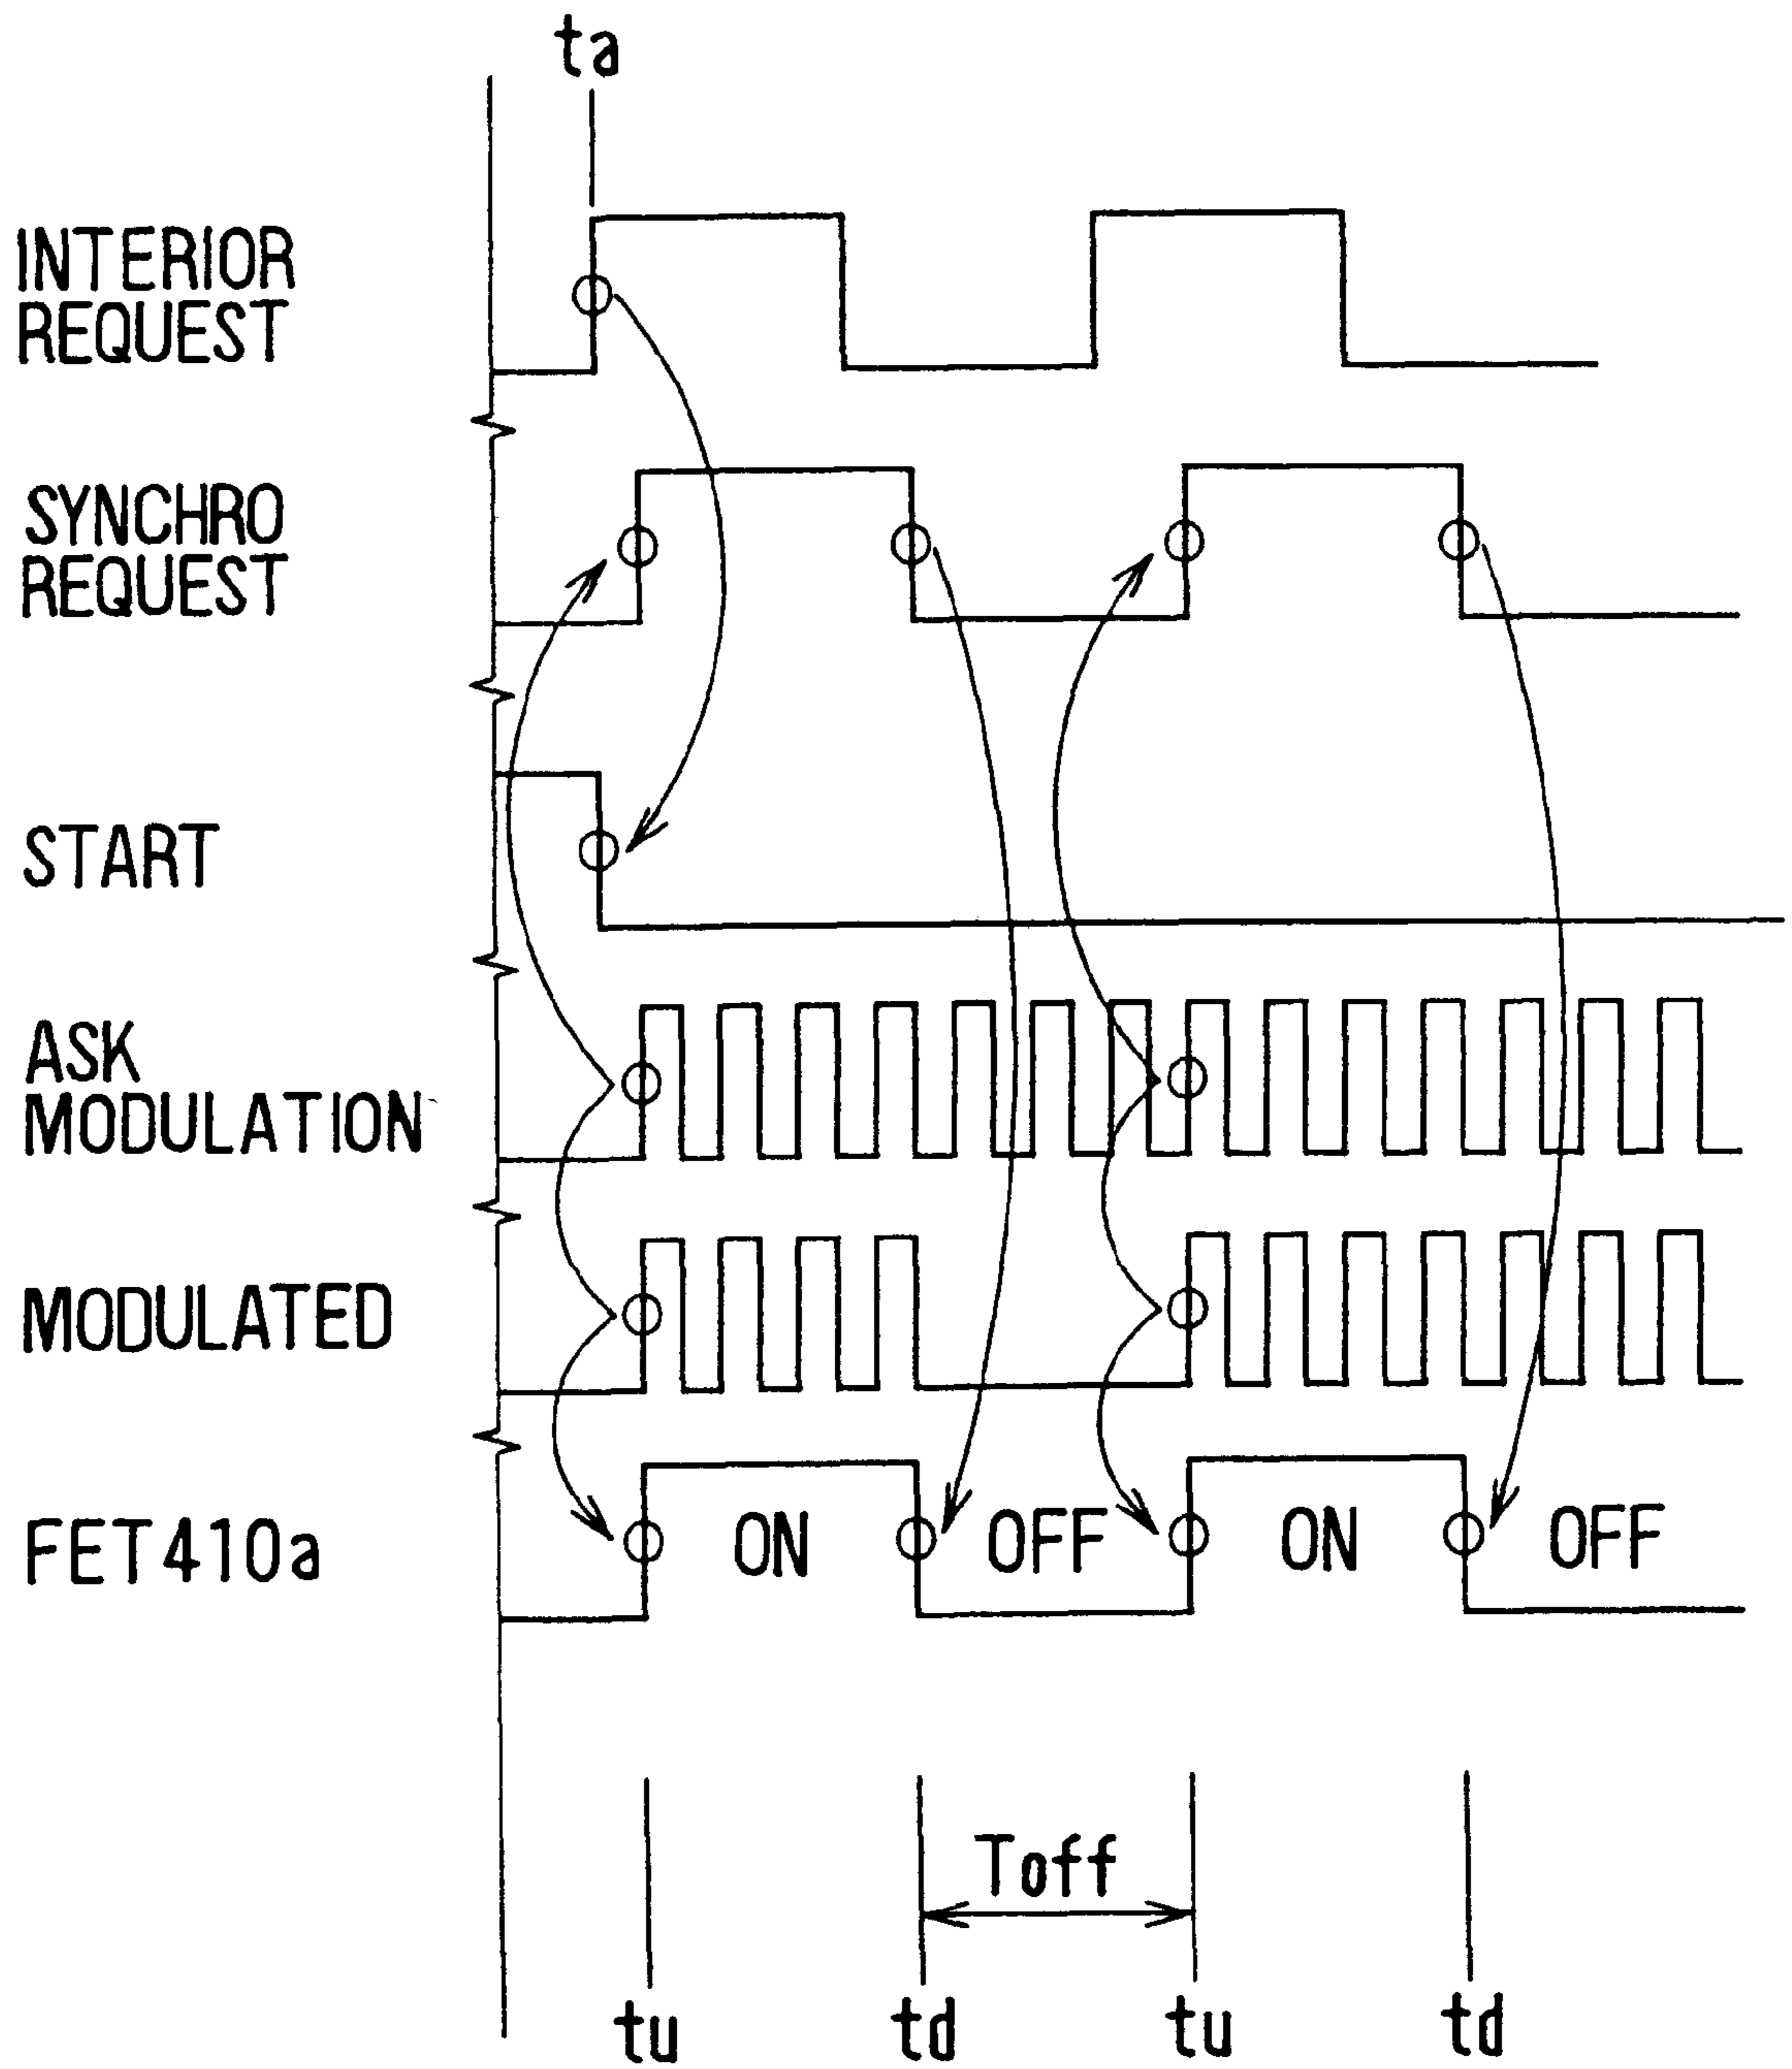 ta
INTERIOR
REQUEST
SYNCHRO
REQUEST
START
ASK
MODULATION
MODULATED
FET410a
ON
OFF
ON
OFF
Toff
tu
td
tu
td